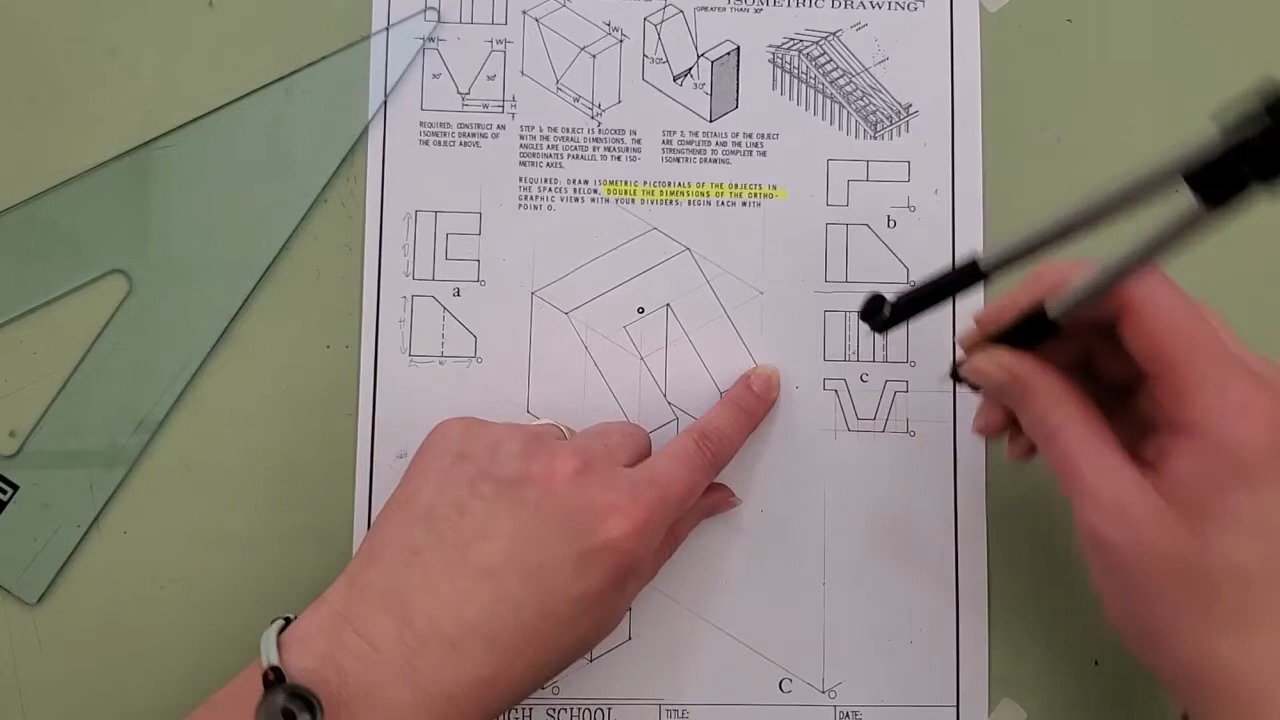 ISOMETRIC DRAWING
GREATER THAN 30°
W
W
W
30°
30°
30°
30°
W
H
W
H
REQUIRED: CONSTRUCT AN
ISOMETRIC DRAWING OF
THE OBJECT ABOVE.
STEP 1: THE OBJECT IS BLOCKED IN
WITH THE OVERALL DIMENSIONS. THE
ANGLES ARE LOCATED BY MEASURING
COORDINATES PARALLEL TO THE ISO-
METRIC AXES.
STEP 2: THE DETAILS OF THE OBJECT
ARE COMPLETED AND THE LINES
STRENGTHENED TO COMPLETE THE
ISOMETRIC DRAWING.
REQUIRED: DRAW ISOMETRIC PICTORIALS OF THE OBJECTS IN
THE SPACES BELOW. DOUBLE THE DIMENSIONS OF THE ORTHO-
GRAPHIC VIEWS WITH YOUR DIVIDERS; BEGIN EACH WITH
POINT O.
O
b
O
a
O
O
W
c
O
C
O
O
HIGH SCHOOL
TITLE:
DATE: